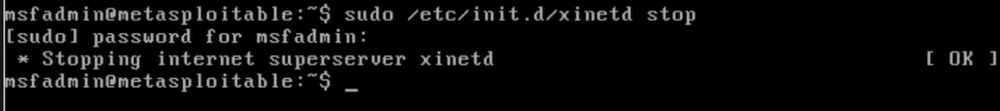 msfadmin@metasploitable:~$ sudo /etc/init.d/xinetd stop
[sudo] password for msfadmin:
 * Stopping internet superserver xinetd [ OK ]
msfadmin@metasploitable:~$ _